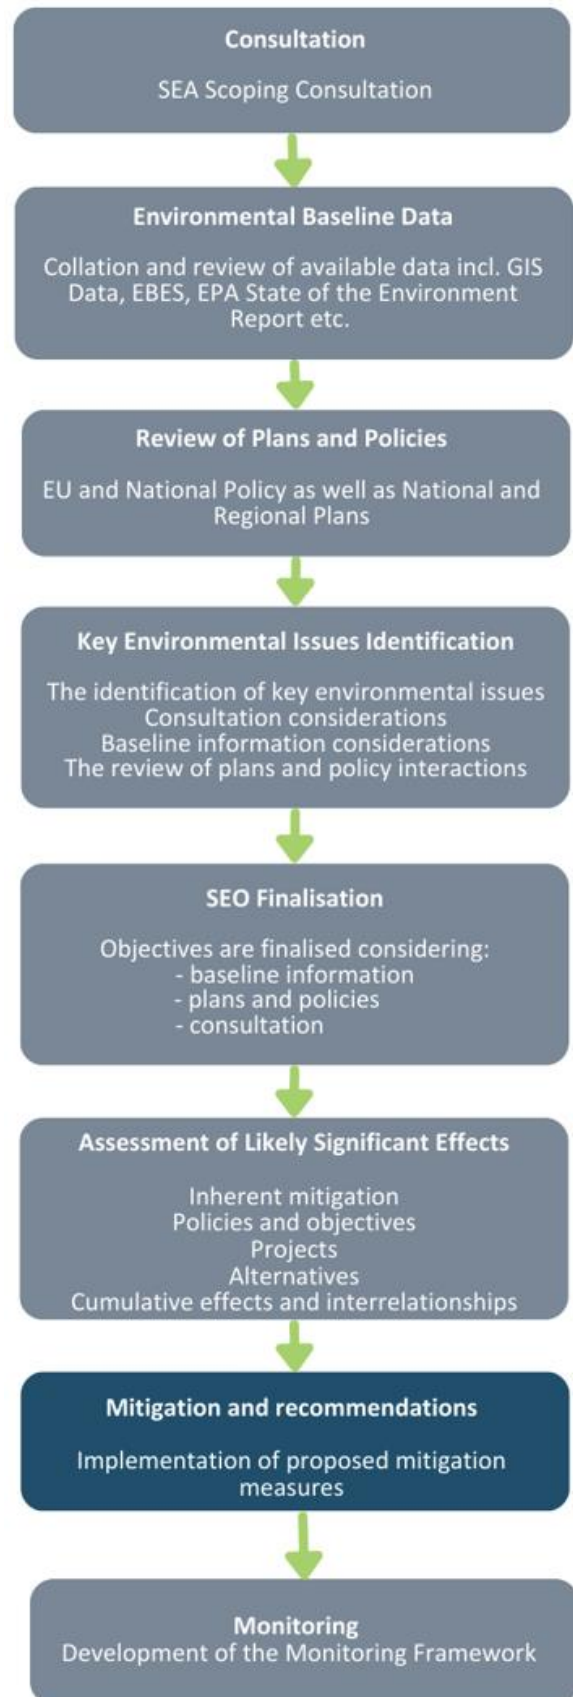 Consultation
SEA Scoping Consultation
Environmental Baseline Data
Collation and review of available data incl. GIS
Data, EBES, EPA State of the Environment
Report etc.
Review of Plans and Policies
EU and National Policy as well as National and
Regional Plans
Key Environmental Issues Identification
The identification of key environmental issues
Consultation considerations
Baseline information considerations
The review of plans and policy interactions
SEO Finalisation
Objectives are finalised considering:
- baseline information
- plans and policies
- consultation
Assessment of Likely Significant Effects
Inherent mitigation
Policies and objectives
Projects
Alternatives
Cumulative effects and interrelationships
Mitigation and recommendations
Implementation of proposed mitigation
measures
Monitoring
Development of the Monitoring Framework